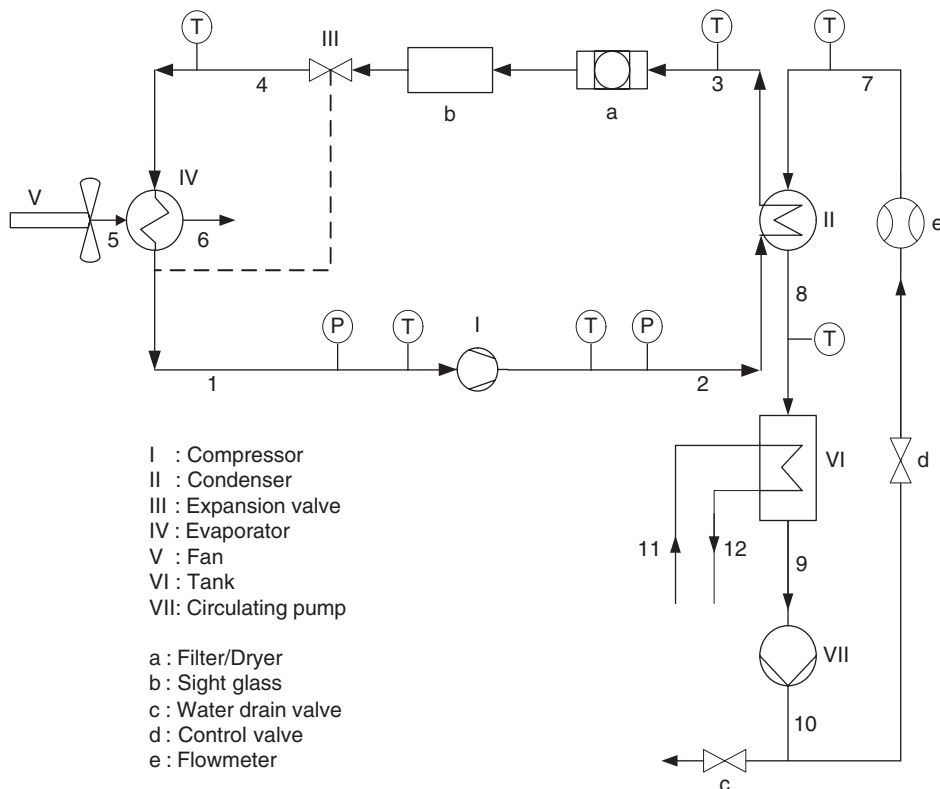 T
III
T
T
4
3
7
b
a
V
IV
II
e
5
6
8
P
T
I
T
P
T
1
2
I : Compressor
II : Condenser
III : Expansion valve
IV : Evaporator
V : Fan
VI : Tank
VII: Circulating pump
VI
d
11
12
9
VII
10
c
a : Filter/Dryer
b : Sight glass
c : Water drain valve
d : Control valve
e : Flowmeter